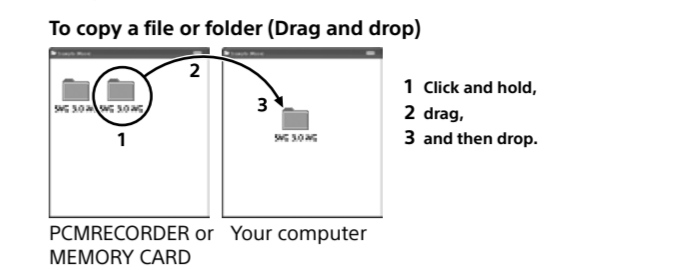 To copy a file or folder (Drag and drop)
1
2
3
1 Click and hold,
2 drag,
3 and then drop.
PCMRECORDER or
MEMORY CARD
Your computer